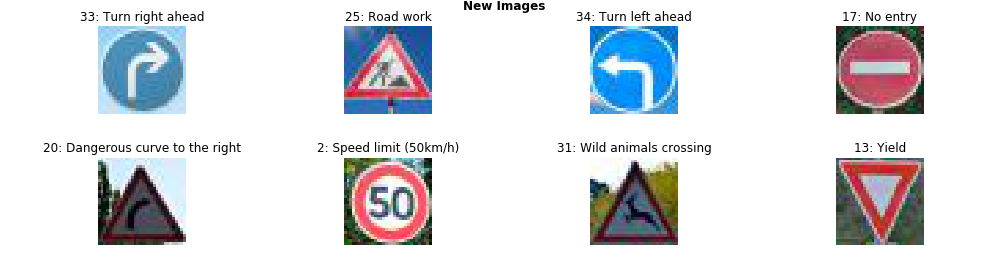 New Images
33: Turn right ahead
25: Road work
34: Turn left ahead
17: No entry
20: Dangerous curve to the right
2: Speed limit (50km/h)
31: Wild animals crossing
13: Yield
50